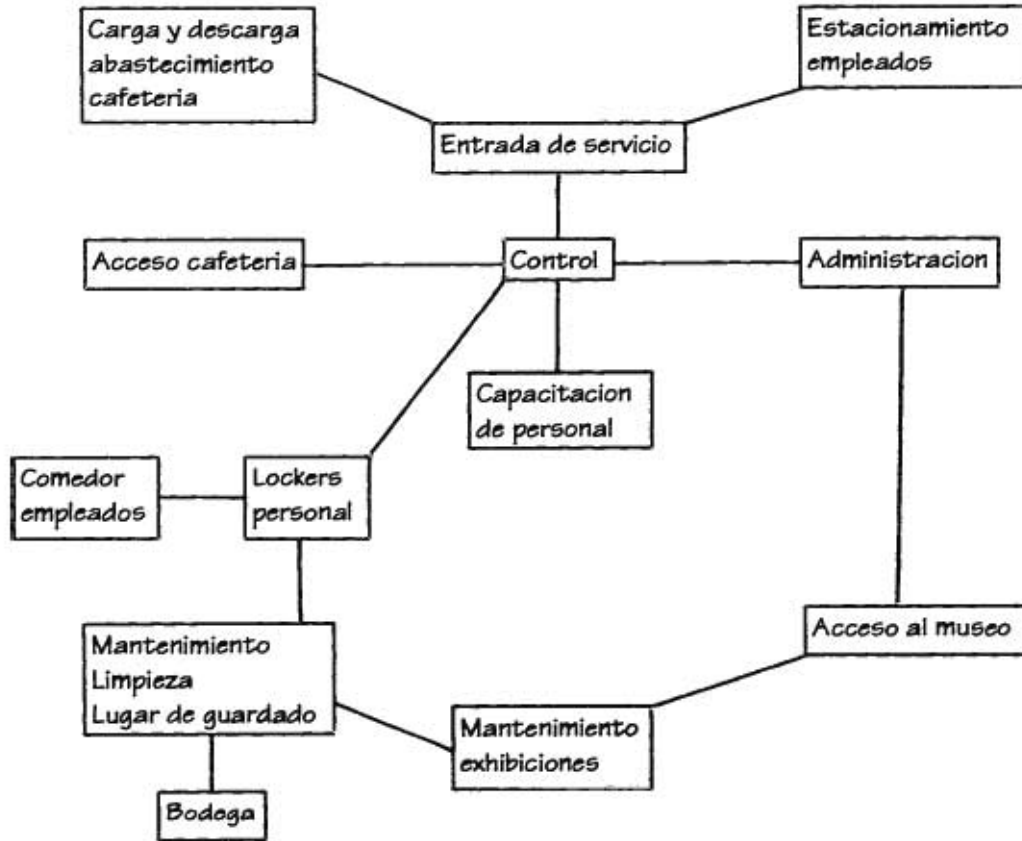 Carga y descarga
abastecimiento
cafeteria
Estacionamiento
empleados
Entrada de servicio
Acceso cafeteria
Control
Administracion
Capacitacion
de personal
Comedor
empleados
Lockers
personal
Mantenimiento
Limpieza
Lugar de guardado
Acceso al museo
Mantenimiento
exhibiciones
Bodega